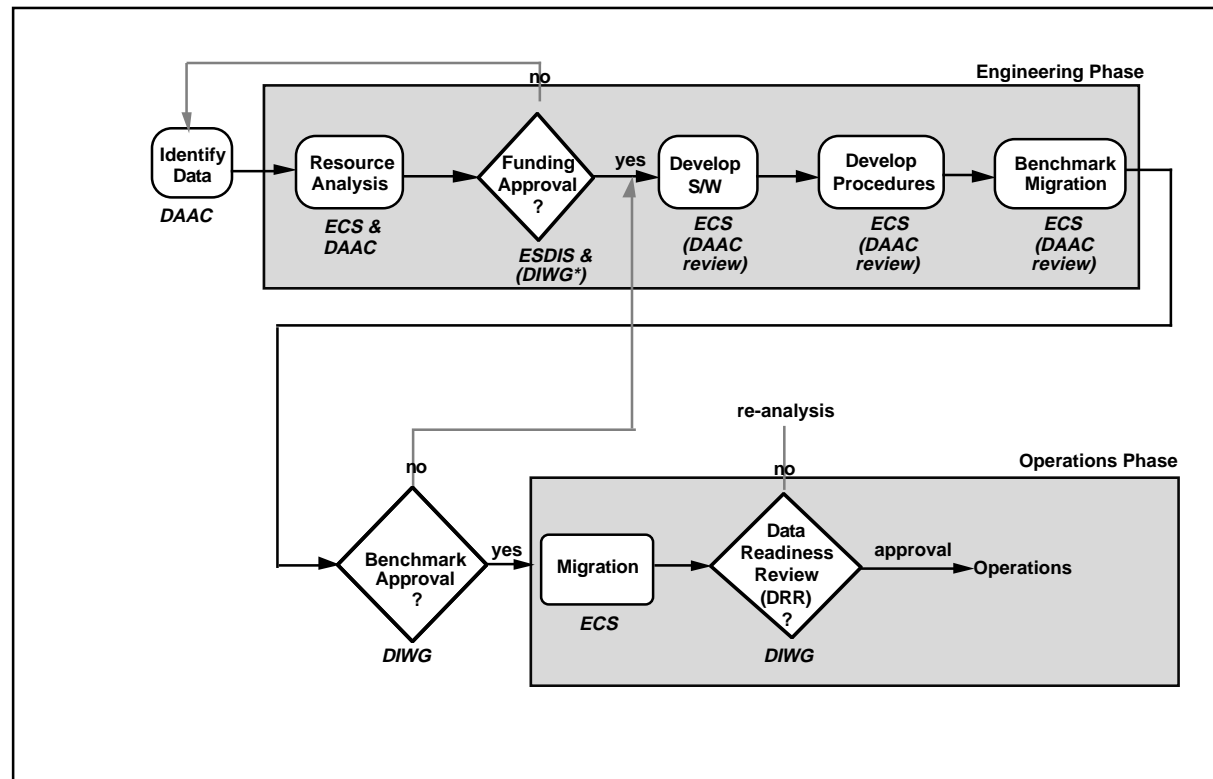 no
Engineering Phase
Identify
Data
DAAC
Resource
Analysis
ECS &
DAAC
Funding
Approval
?
ESDIS &
(DIWG*)
yes
Develop
S/W
ECS
(DAAC
review)
Develop
Procedures
ECS
(DAAC
review)
Benchmark
Migration
ECS
(DAAC
review)
re-analysis
no
no
Operations Phase
Benchmark
Approval
?
DIWG
yes
Migration
ECS
Data
Readiness
Review
(DRR)
?
DIWG
approval
Operations